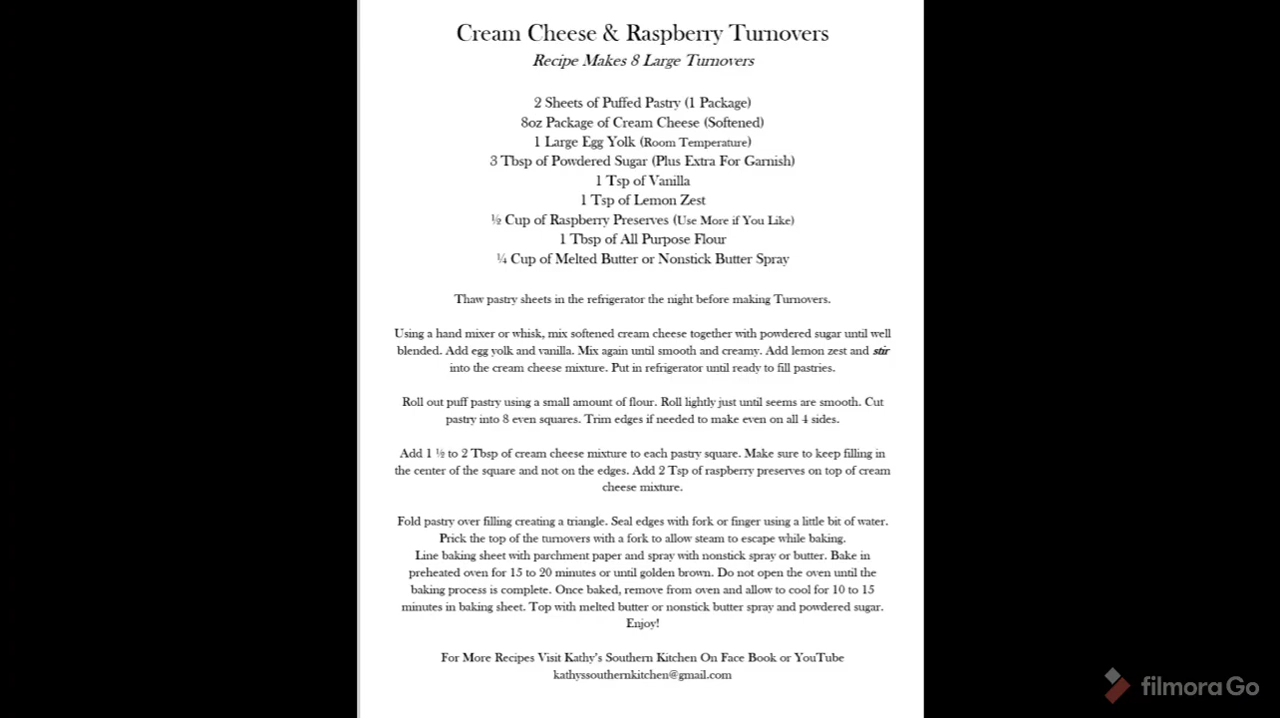 Cream Cheese & Raspberry Turnovers
Recipe Makes 8 Large Turnovers
2 Sheets of Puffed Pastry (1 Package)
8oz Package of Cream Cheese (Softened)
1 Large Egg Yolk (Room Temperature)
3 Tbsp of Powdered Sugar (Plus Extra For Garnish)
1 Tsp of Vanilla
1 Tsp of Lemon Zest
½ Cup of Raspberry Preserves (Use More if You Like)
1 Tbsp of All Purpose Flour
¼ Cup of Melted Butter or Nonstick Butter Spray
Thaw pastry sheets in the refrigerator the night before making Turnovers.
Using a hand mixer or whisk, mix softened cream cheese together with powdered sugar until well
blended. Add egg yolk and vanilla. Mix again until smooth and creamy. Add lemon zest and stir
into the cream cheese mixture. Put in refrigerator until ready to fill pastries.
Roll out puff pastry using a small amount of flour. Roll lightly just until seems are smooth. Cut
pastry into 8 even squares. Trim edges if needed to make even on all 4 sides.
Add 1 ½ to 2 Tbsp of cream cheese mixture to each pastry square. Make sure to keep filling in
the center of the square and not on the edges. Add 2 Tsp of raspberry preserves on top of cream
cheese mixture.
Fold pastry over filling creating a triangle. Seal edges with fork or finger using a little bit of water.
Prick the top of the turnovers with a fork to allow steam to escape while baking.
Line baking sheet with parchment paper and spray with nonstick spray or butter. Bake in
preheated oven for 15 to 20 minutes or until golden brown. Do not open the oven until the
baking process is complete. Once baked, remove from oven and allow to cool for 10 to 15
minutes in baking sheet. Top with melted butter or nonstick butter spray and powdered sugar.
Enjoy!
For More Recipes Visit Kathy's Southern Kitchen On Face Book or YouTube
kathyssouthernkitchen@gmail.com
filmoraGo